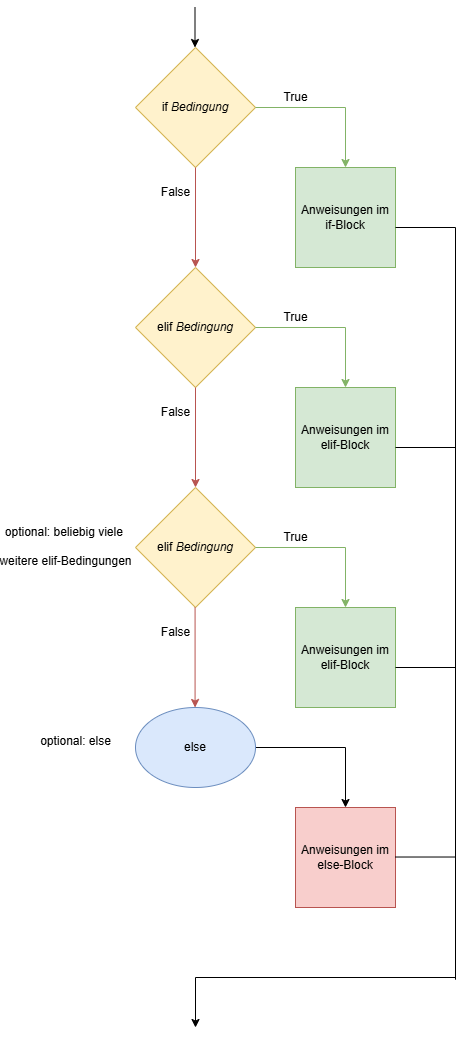 True
if Bedingung
False
Anweisungen im
if-Block
True
elif Bedingung
False
Anweisungen im
elif-Block
optional: beliebig viele
weitere elif-Bedingungen
True
elif Bedingung
False
Anweisungen im
elif-Block
optional: else
else
Anweisungen im
else-Block